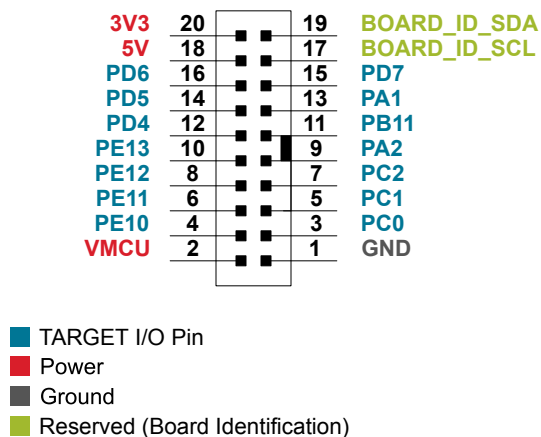 3V3 20 19 BOARD_ID_SDA
5V 18 17 BOARD_ID_SCL
PD6 16 15 PD7
PD5 14 13 PA1
PD4 12 11 PB11
PE13 10 9 PA2
PE12 8 7 PC2
PE11 6 5 PC1
PE10 4 3 PC0
VMCU 2 1 GND
TARGET I/O Pin
Power
Ground
Reserved (Board Identification)